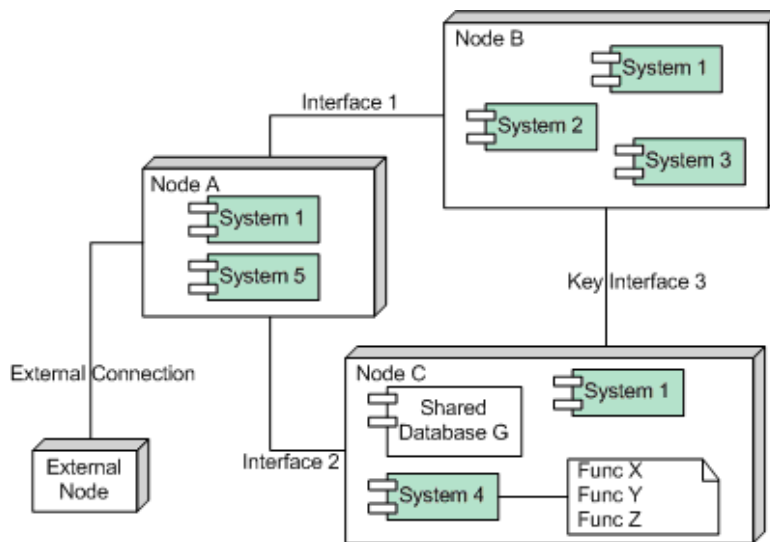 Node B
System 1
System 2
System 3
Interface 1
Node A
System 1
System 5
Key Interface 3
External Connection
Node C
Shared
Database G
System 1
Interface 2
External
Node
System 4
Func X
Func Y
Func Z